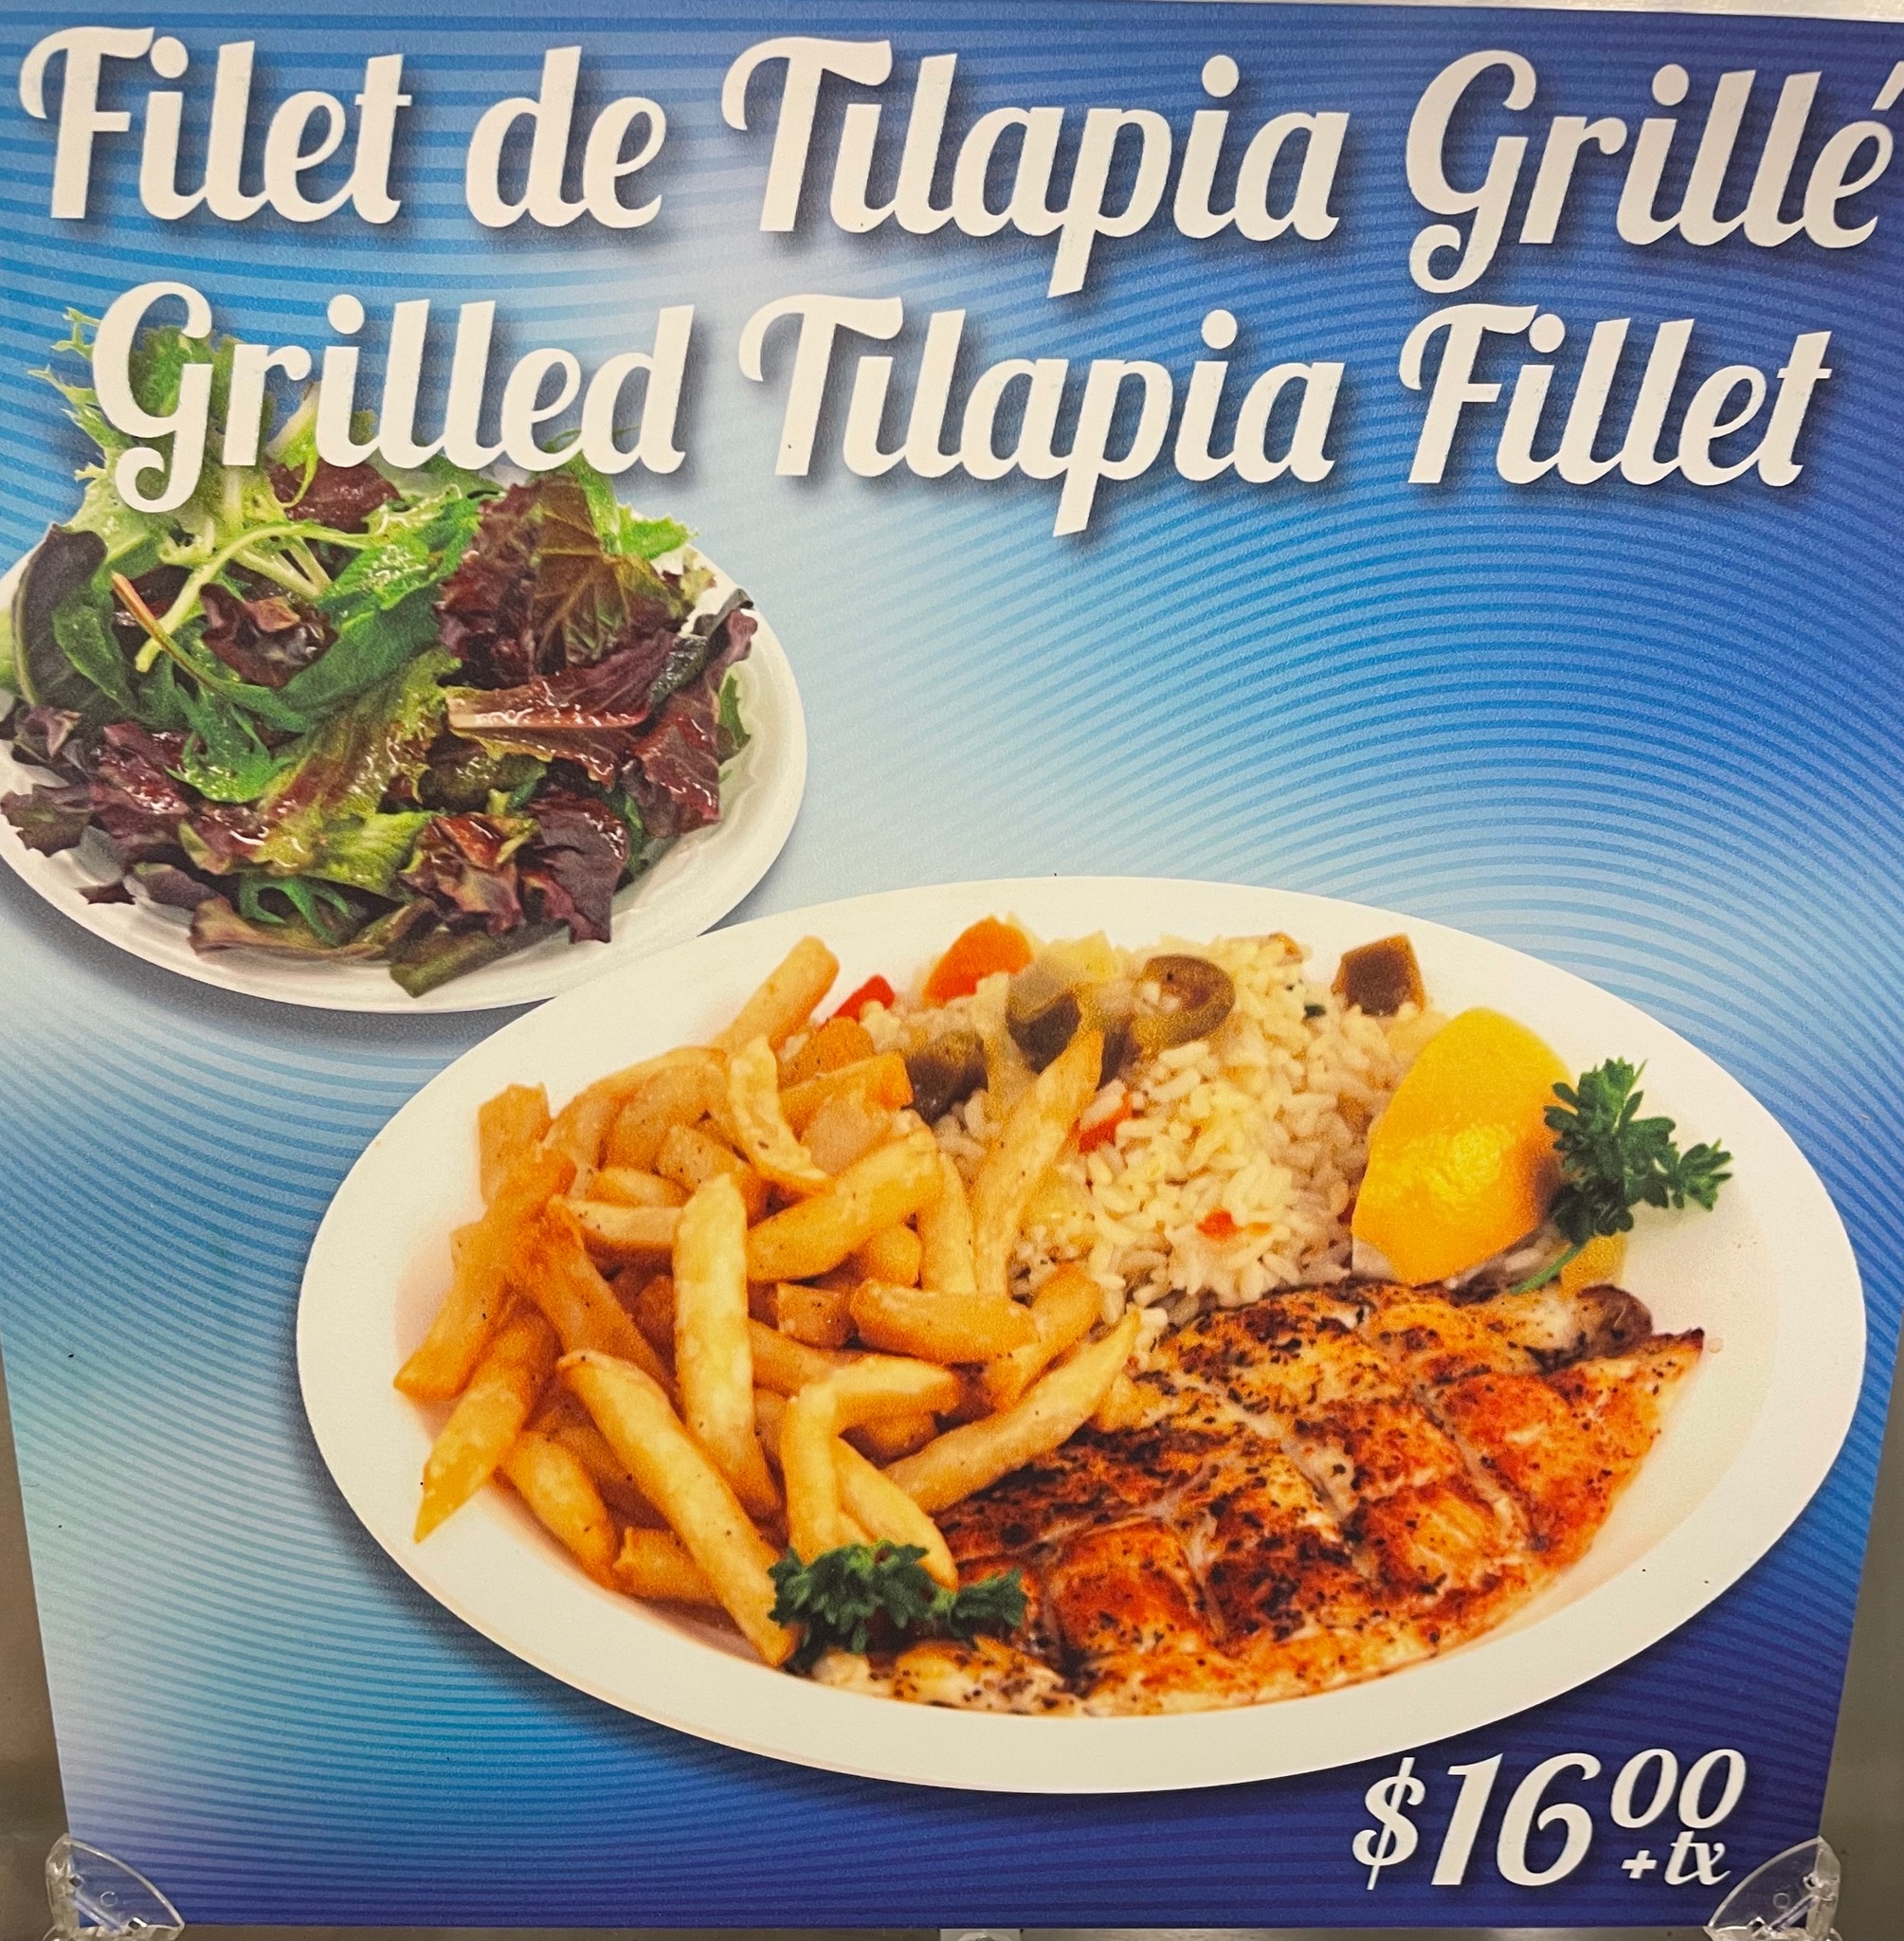 Filet de Tilapia Grillé
Grilled Tilapia Fillet
$16 00
+tx